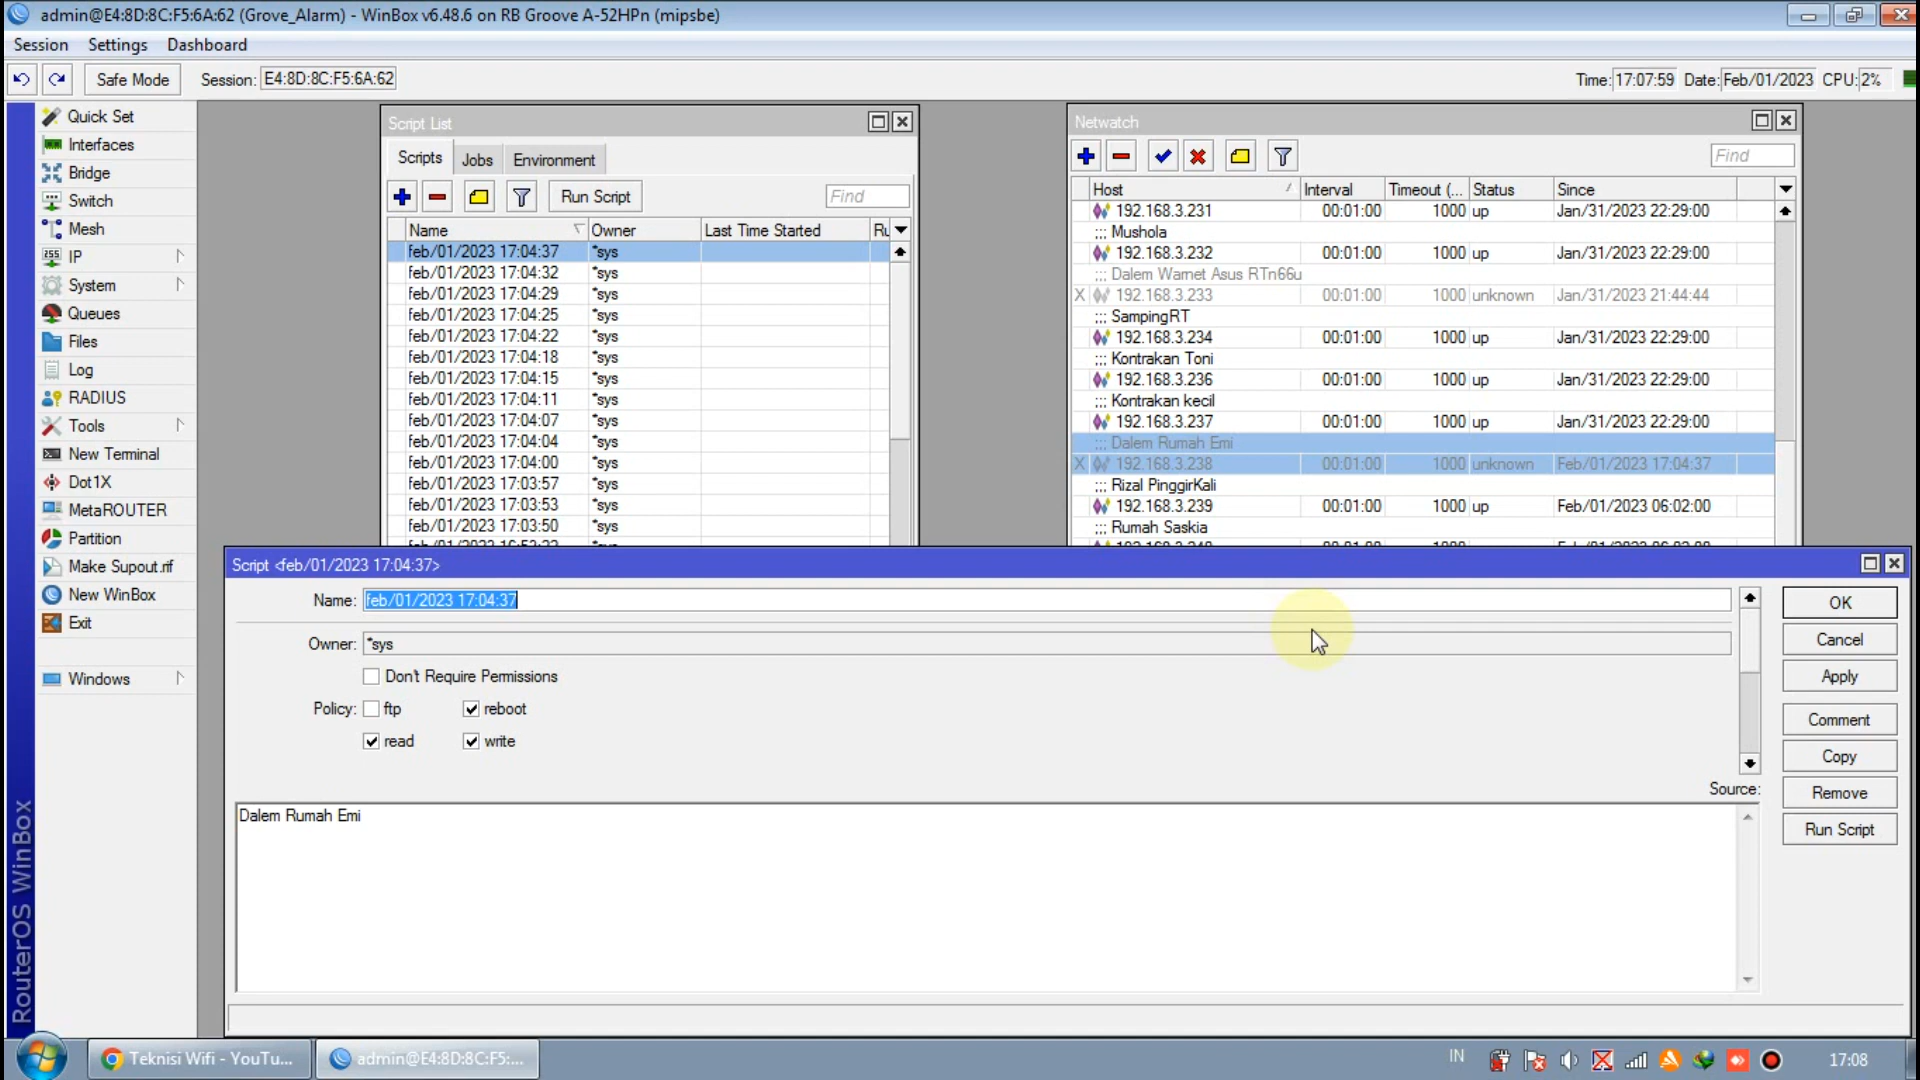 admin@E4:8D:8C:F5:6A:62 (Grove_Alarm) - WinBox v6.48.6 on RB Groove A-52HPn (mipsbe)
Session Settings Dashboard
Safe Mode Session: E4:8D:8C:F5:6A:62 Time: 17:07:59 Date: Feb/01/2023 CPU: 2%
Quick Set
Interfaces
Bridge
Switch
Mesh
IP
System
Queues
Files
Log
RADIUS
Tools
New Terminal
Dot1X
MetaROUTER
Partition
Make Supout.rif
New WinBox
Exit
Windows
RouterOS WinBox
Script List
Scripts Jobs Environment
Run Script Find
Name Owner Last Time Started Ru
feb/01/2023 17:04:37 *sys
feb/01/2023 17:04:32 *sys
feb/01/2023 17:04:29 *sys
feb/01/2023 17:04:25 *sys
feb/01/2023 17:04:22 *sys
feb/01/2023 17:04:18 *sys
feb/01/2023 17:04:15 *sys
feb/01/2023 17:04:11 *sys
feb/01/2023 17:04:07 *sys
feb/01/2023 17:04:04 *sys
feb/01/2023 17:04:00 *sys
feb/01/2023 17:03:57 *sys
feb/01/2023 17:03:53 *sys
feb/01/2023 17:03:50 *sys
Netwatch
Find
Host Interval Timeout (... Status Since
192.168.3.231 00:01:00 1000 up Jan/31/2023 22:29:00
;;; Mushola
192.168.3.232 00:01:00 1000 up Jan/31/2023 22:29:00
;;; Dalem Warnet Asus RTn66u
X 192.168.3.233 00:01:00 1000 unknown Jan/31/2023 21:44:44
;;; SampingRT
192.168.3.234 00:01:00 1000 up Jan/31/2023 22:29:00
;;; Kontrakan Toni
192.168.3.236 00:01:00 1000 up Jan/31/2023 22:29:00
;;; Kontrakan kecil
192.168.3.237 00:01:00 1000 up Jan/31/2023 22:29:00
;;; Dalem Rumah Emi
X 192.168.3.238 00:01:00 1000 unknown Feb/01/2023 17:04:37
;;; Rizal PinggirKali
192.168.3.239 00:01:00 1000 up Feb/01/2023 06:02:00
;;; Rumah Saskia
Script <feb/01/2023 17:04:37>
Name: feb/01/2023 17:04:37
Owner: *sys
Don't Require Permissions
Policy: ftp reboot
read write
Source:
Dalem Rumah Emi
OK
Cancel
Apply
Comment
Copy
Remove
Run Script
Teknisi Wifi - YouTu... admin@E4:8D:8C:F5:... IN 17:08